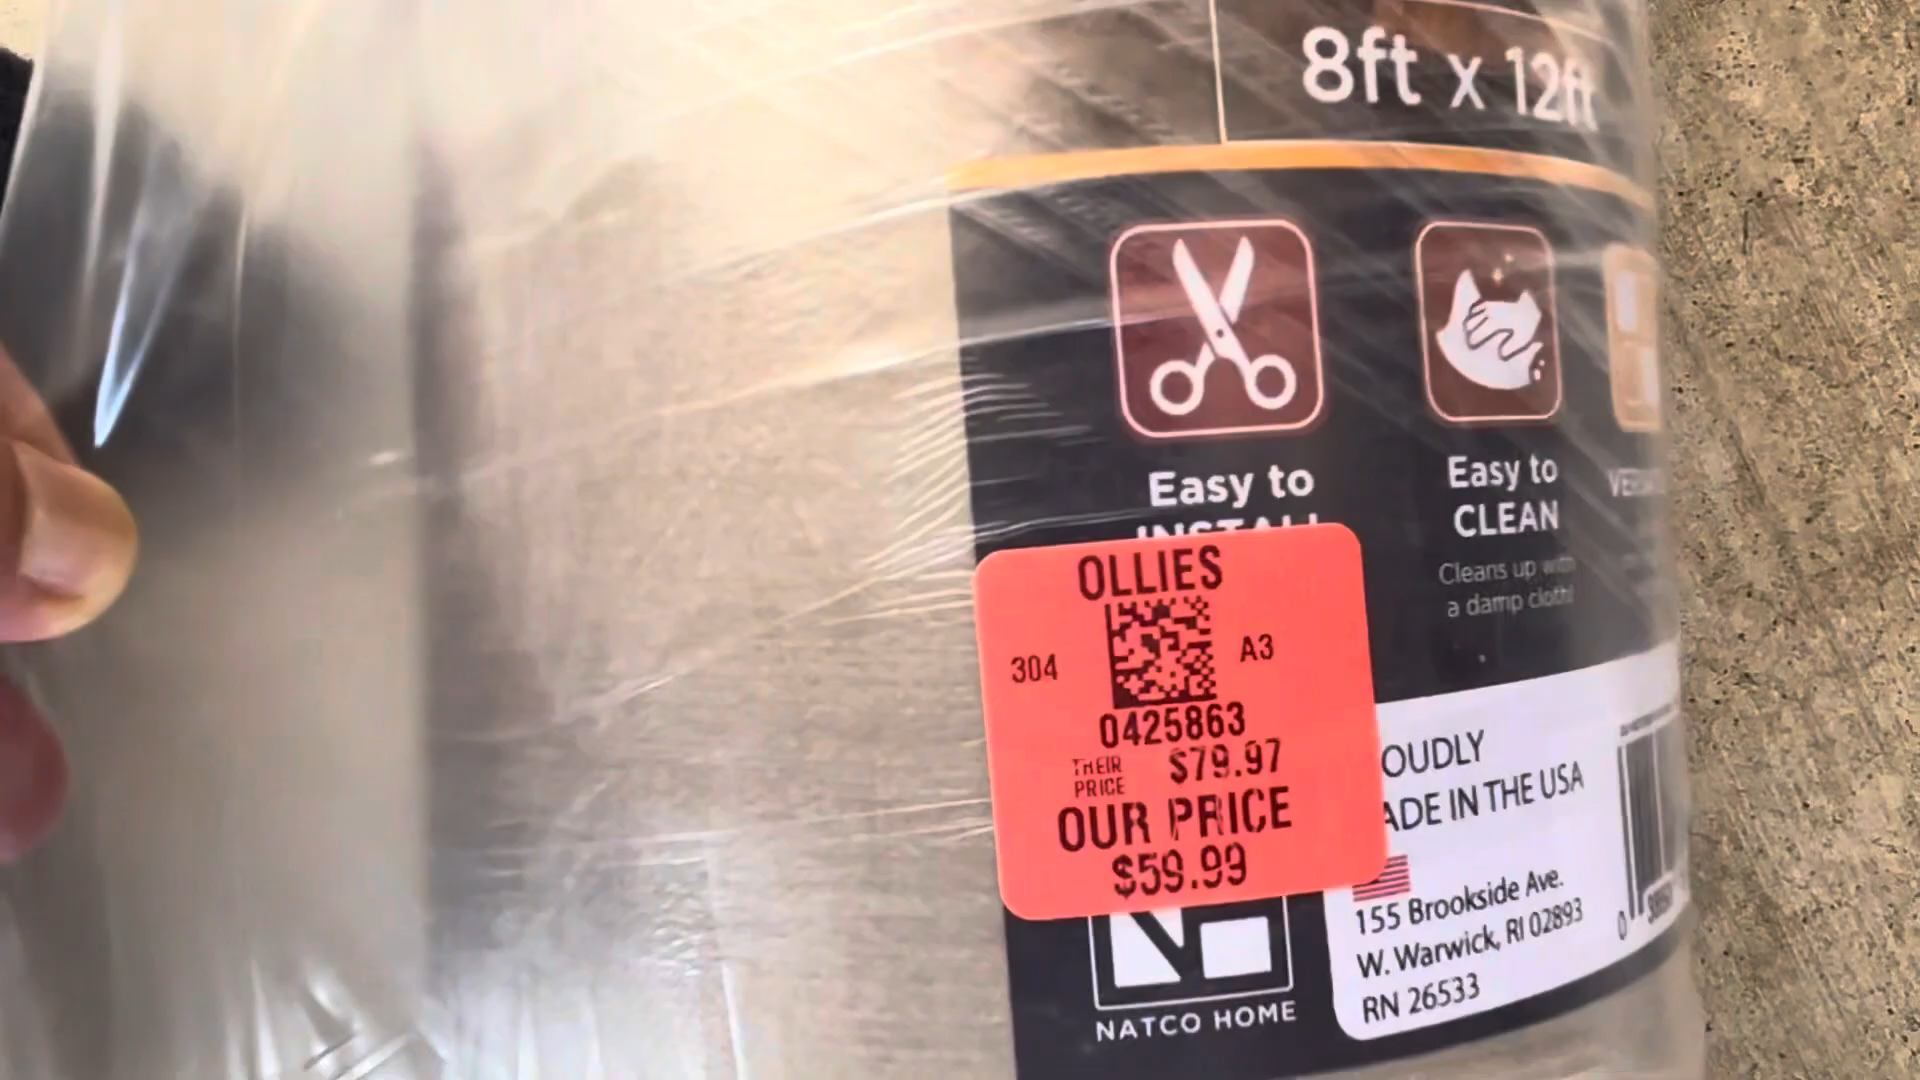 8ft x 12ft
Easy to
INSTALL
Easy to
CLEAN
Cleans up with
a damp cloth!
OLLIES
304
A3
0425863
THEIR
PRICE
$79.97
OUR PRICE
$59.99
OUDLY
ADE IN THE USA
155 Brookside Ave.
W. Warwick, RI 02893
RN 26533
NATCO HOME